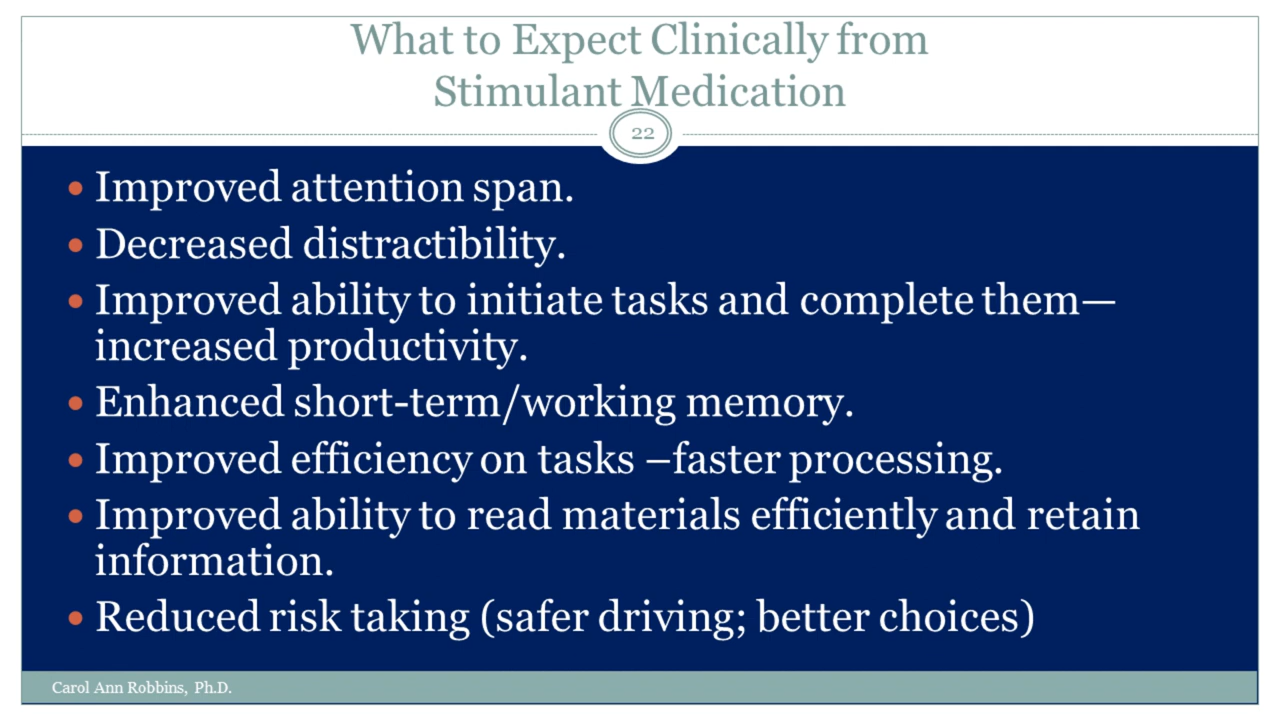 What to Expect Clinically from
Stimulant Medication
22
• Improved attention span.
• Decreased distractibility.
• Improved ability to initiate tasks and complete them—
increased productivity.
• Enhanced short-term/working memory.
• Improved efficiency on tasks –faster processing.
• Improved ability to read materials efficiently and retain
information.
• Reduced risk taking (safer driving; better choices)
Carol Ann Robbins, Ph.D.